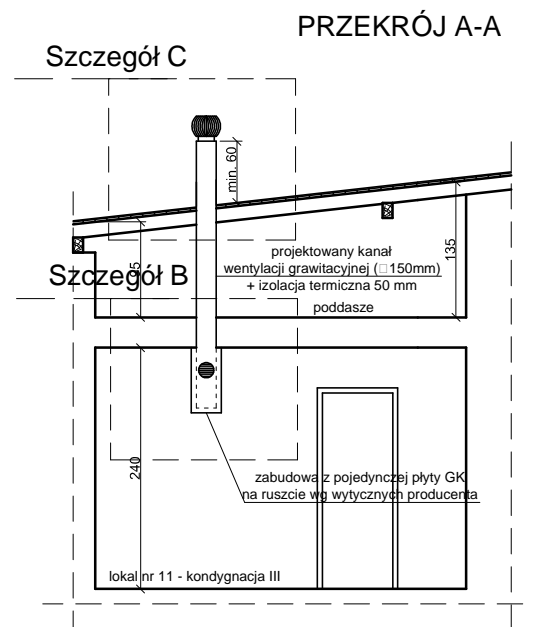 PRZEKRÓJ A-A
Szczegół C
min. 60
135
projektowany kanał
wentylacji grawitacyjnej (□150mm)
+ izolacja termiczna 50 mm
Szczegół B
poddasze
240
zabudowa z pojedynczej płyty GK
na ruszcie wg wytycznych producenta
lokal nr 11 - kondygnacja III